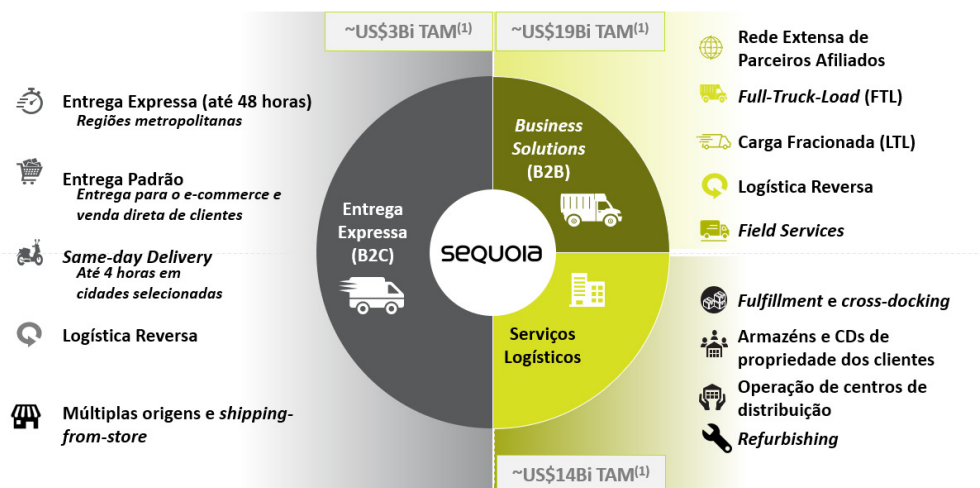 ~US$3Bi TAM(1)
~US$19Bi TAM(1)
Entrega Expressa (até 48 horas)
Regiões metropolitanas
Entrega Padrão
Entrega para o e-commerce e
venda direta de clientes
Same-day Delivery
Até 4 horas em
cidades selecionadas
Logística Reversa
Múltiplas origens e shipping-
from-store
Entrega
Expressa
(B2C)
Business
Solutions
(B2B)
sequoia
Serviços
Logísticos
Rede Extensa de
Parceiros Afiliados
Full-Truck-Load (FTL)
Carga Fracionada (LTL)
Logística Reversa
Field Services
Fulfillment e cross-docking
Armazéns e CDs de
propriedade dos clientes
Operação de centros de
distribuição
Refurbishing
~US$14Bi TAM(1)